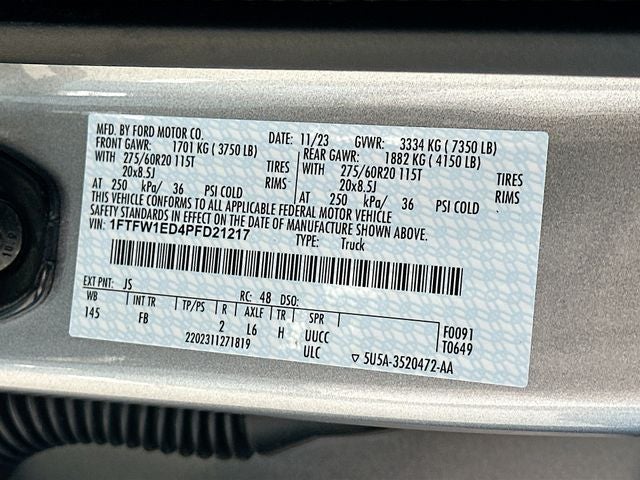 MFD. BY FORD MOTOR CO. DATE: 11/23 GVWR: 3334 KG ( 7350 LB)
FRONT GAWR: 1701 KG ( 3750 LB) REAR GAWR: 1882 KG ( 4150 LB)
WITH 275/60R20 115T TIRES WITH 275/60R20 115T TIRES
20x8.5J 20x8.5J
AT 250 kPa/ 36 PSI COLD AT 250 kPa/ 36 PSI COLD
THIS VEHICLE CONFORMS TO ALL APPLICABLE FEDERAL MOTOR VEHICLE
SAFETY STANDARDS IN EFFECT ON THE DATE OF MANUFACTURE SHOWN ABOVE.
VIN: 1FTFW1ED4PFD21217 TYPE: Truck
EXT PNT: JS RC: 48 DSO:
WB INT TR TP/PS R AXLE TR SPR F0091
145 FB 2 L6 H UUCC T0649
2202311271819 ULC ▽ 5U5A-3520472-AA